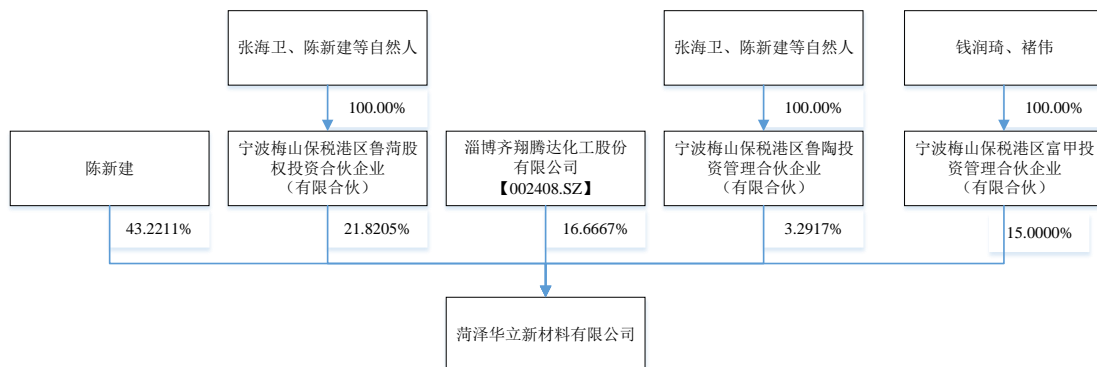 张海卫、陈新建等自然人
张海卫、陈新建等自然人
钱润琦、褚伟
100.00%
100.00%
100.00%
陈新建
宁波梅山保税港区鲁菏股
权投资合伙企业
（有限合伙）
淄博齐翔腾达化工股份
有限公司
【002408.SZ】
宁波梅山保税港区鲁陶投
资管理合伙企业
（有限合伙）
宁波梅山保税港区富甲投
资管理合伙企业
（有限合伙）
43.2211%
21.8205%
16.6667%
3.2917%
15.0000%
菏泽华立新材料有限公司